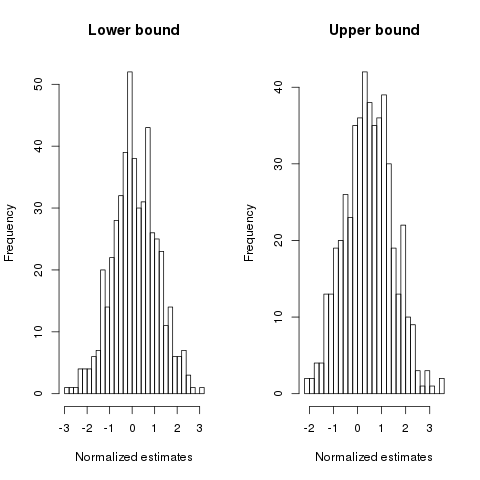 Lower bound
Frequency
0
10
20
30
40
50
-3 -2 -1 0 1 2 3
Normalized estimates
Upper bound
Frequency
0
10
20
30
40
-2 -1 0 1 2 3
Normalized estimates